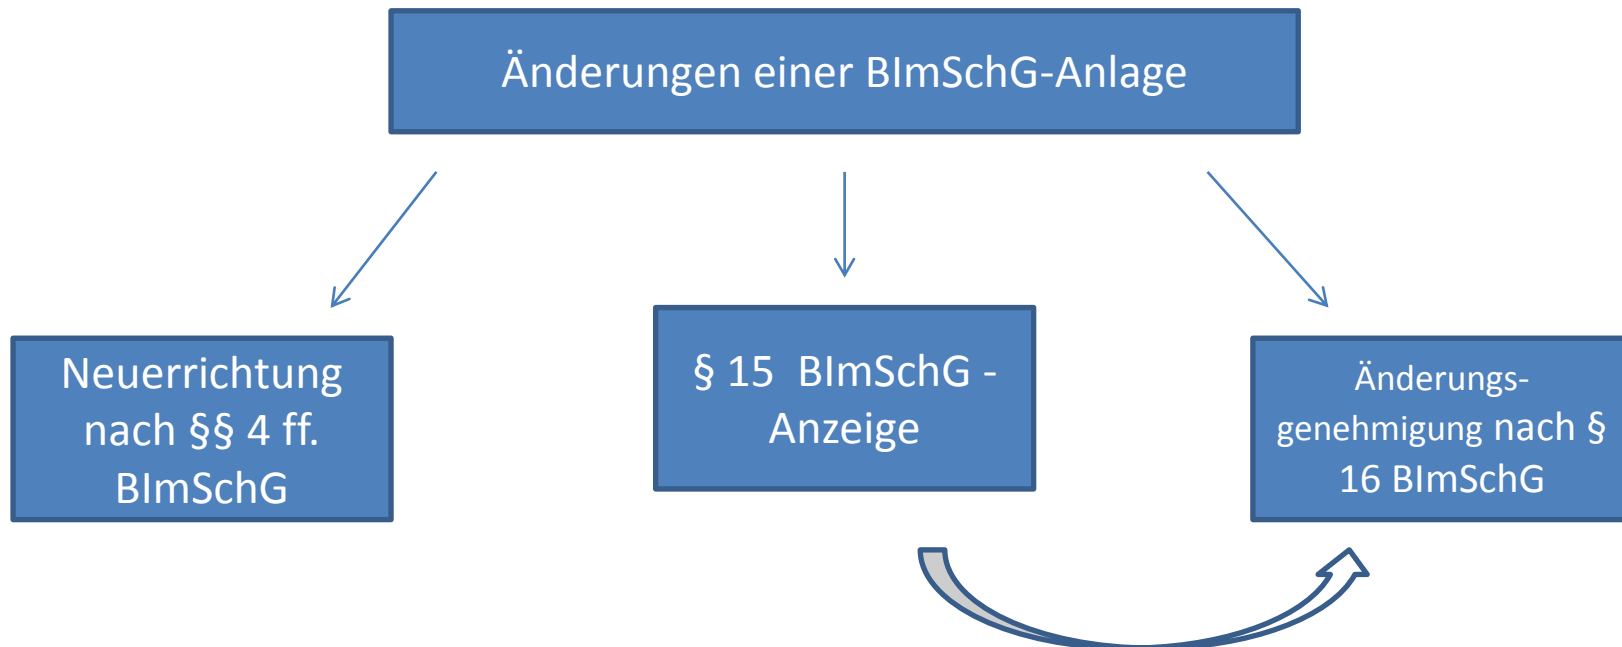 Änderungen einer BImSchG-Anlage
Neuerrichtung
nach §§ 4 ff.
BImSchG
§ 15  BImSchG -
Anzeige
Änderungs-
genehmigung nach §
16 BImSchG